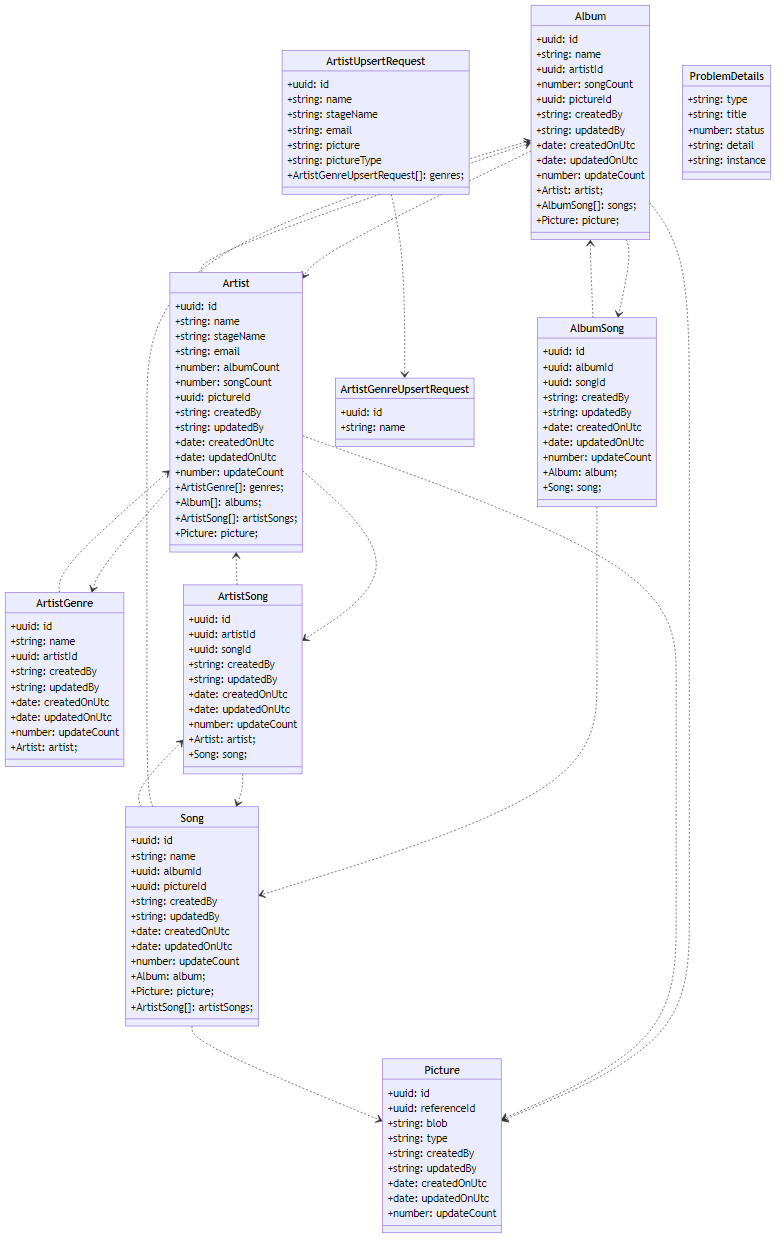 Album
+uuid: id
+string: name
+uuid: artistId
+number: songCount
+uuid: pictureId
+string: createdBy
+string: updatedBy
+date: createdOnUtc
+date: updatedOnUtc
+number: updateCount
+Artist: artist;
+AlbumSong[]: songs;
+Picture: picture;
ArtistUpsertRequest
+uuid: id
+string: name
+string: stageName
+string: email
+string: picture
+string: pictureType
+ArtistGenreUpsertRequest[]: genres;
ProblemDetails
+string: type
+string: title
+number: status
+string: detail
+string: instance
Artist
+uuid: id
+string: name
+string: stageName
+string: email
+number: albumCount
+number: songCount
+uuid: pictureId
+string: createdBy
+string: updatedBy
+date: createdOnUtc
+date: updatedOnUtc
+number: updateCount
+ArtistGenre[]: genres;
+Album[]: albums;
+ArtistSong[]: artistSongs;
+Picture: picture;
ArtistGenreUpsertRequest
+uuid: id
+string: name
AlbumSong
+uuid: id
+uuid: albumId
+uuid: songId
+string: createdBy
+string: updatedBy
+date: createdOnUtc
+date: updatedOnUtc
+number: updateCount
+Album: album;
+Song: song;
ArtistGenre
+uuid: id
+string: name
+uuid: artistId
+string: createdBy
+string: updatedBy
+date: createdOnUtc
+date: updatedOnUtc
+number: updateCount
+Artist: artist;
ArtistSong
+uuid: id
+uuid: artistId
+uuid: songId
+string: createdBy
+string: updatedBy
+date: createdOnUtc
+date: updatedOnUtc
+number: updateCount
+Artist: artist;
+Song: song;
Song
+uuid: id
+string: name
+uuid: albumId
+uuid: pictureId
+string: createdBy
+string: updatedBy
+date: createdOnUtc
+date: updatedOnUtc
+number: updateCount
+Album: album;
+Picture: picture;
+ArtistSong[]: artistSongs;
Picture
+uuid: id
+uuid: referenceId
+string: blob
+string: type
+string: createdBy
+string: updatedBy
+date: createdOnUtc
+date: updatedOnUtc
+number: updateCount